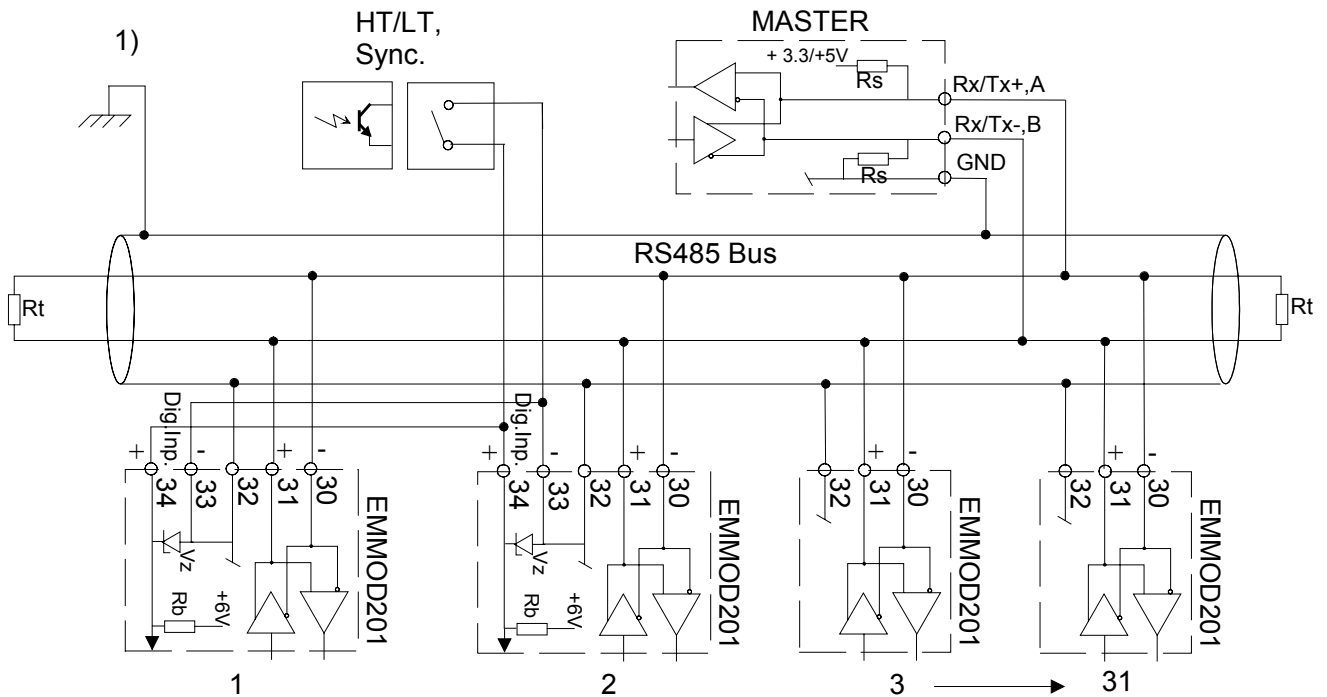 1)
HT/LT,
Sync.
MASTER
+ 3.3/+5V
Rs
Rx/Tx+,A
Rx/Tx-,B
GND
Rs
RS485 Bus
Rt
Rt
Dig.Inp.
+
-
+
-
34
33
32
31
30
Vz
Rb
+6V
EMMOD201
1
Dig.Inp.
+
-
+
-
34
33
32
31
30
Vz
Rb
+6V
EMMOD201
2
+
-
32
31
30
EMMOD201
3
+
-
32
31
30
EMMOD201
31